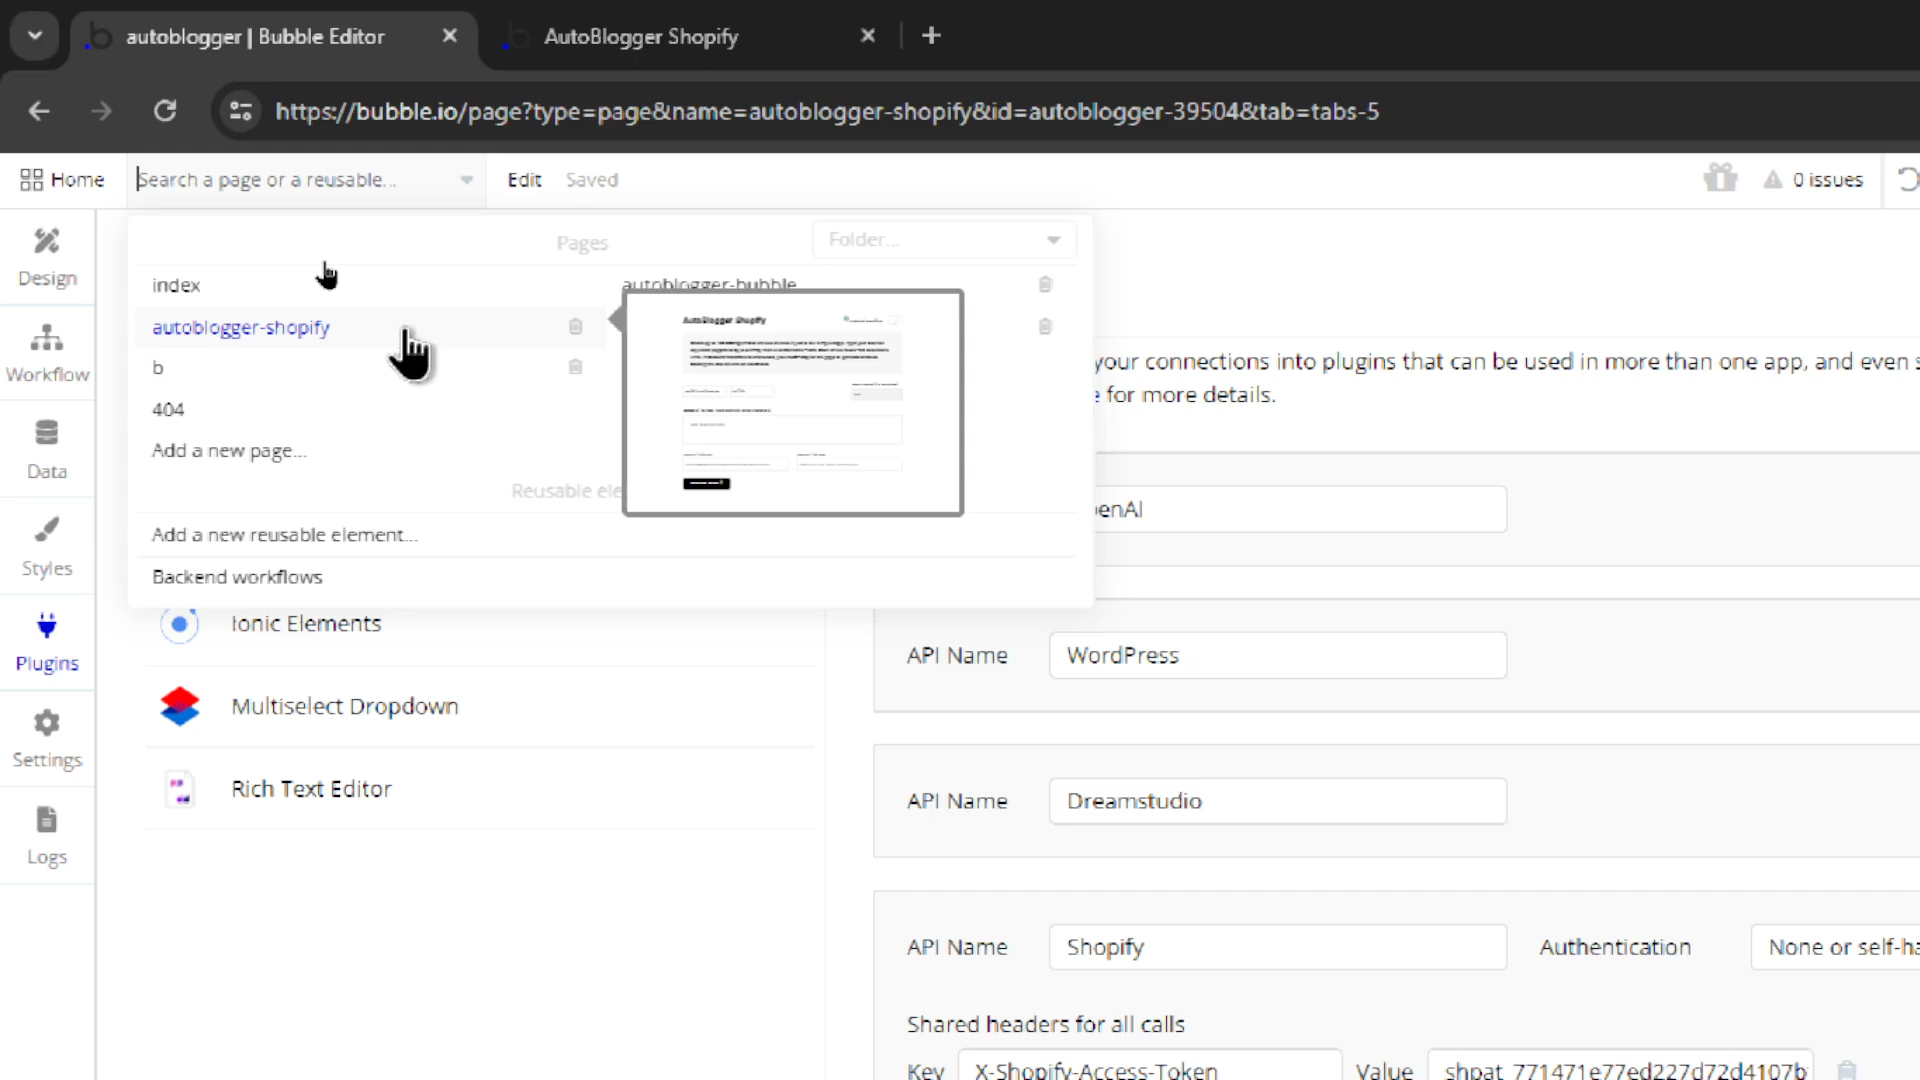 autoblogger | Bubble Editor
AutoBlogger Shopify
https://bubble.io/page?type=page&name=autoblogger-shopify&id=autoblogger-39504&tab=tabs-5
Home
Search a page or a reusable...
Edit
Saved
0 issues
Pages
Folder...
index
autoblogger-bubble
autoblogger-shopify
b
404
Add a new page...
Reusable ele
Add a new reusable element...
Backend workflows
AutoBlogger Shopify
Design
Workflow
Data
Styles
Plugins
Settings
Logs
Ionic Elements
Multiselect Dropdown
Rich Text Editor
your connections into plugins that can be used in more than one app, and even s
e for more details.
enAI
API Name
WordPress
API Name
Dreamstudio
API Name
Shopify
Authentication
None or self-ha
Shared headers for all calls
Key
X-Shopify-Access-Token
Value
shpat_771471e77ed227d72d4107b